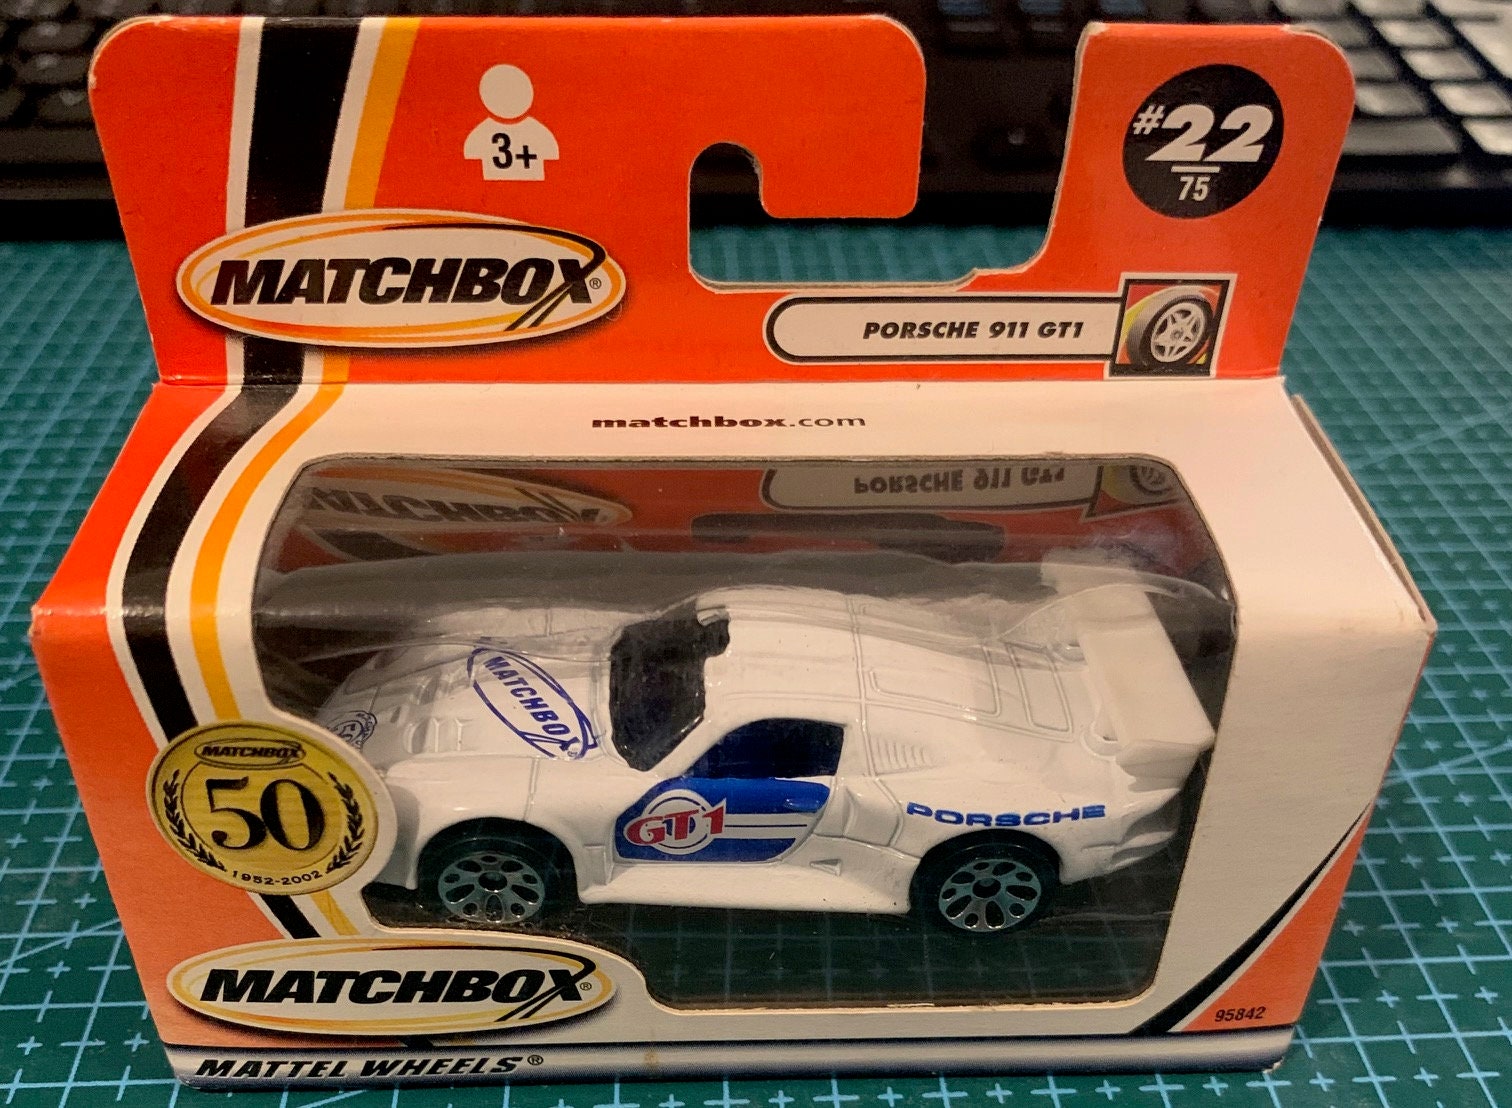 3+
#22
75
MATCHBOX®
PORSCHE 911 GT1
matchbox.com
PORSCHE 911 GT1
MATCHBOX
MATCHBOX
GT1
PORSCHE
MATCHBOX
50
1952-2002
MATCHBOX®
95842
MATTEL WHEELS®